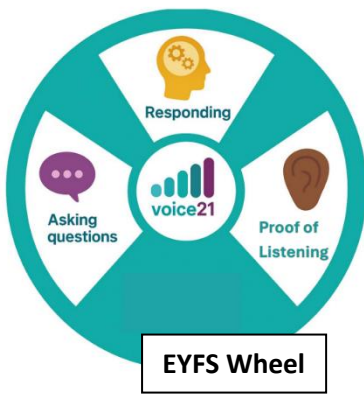 Responding
Asking
questions
voice21
Proof of
Listening
EYFS Wheel